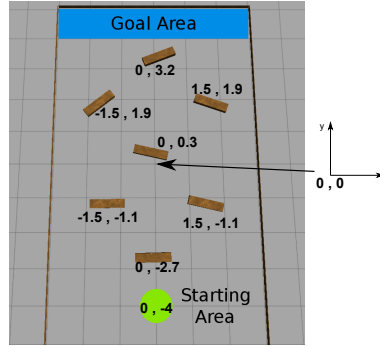 Goal Area
0 , 3.2
-1.5 , 1.9
1.5 , 1.9
0 , 0.3
y
0 , 0
-1.5 , -1.1
1.5 , -1.1
0 , -2.7
0 , -4
Starting
Area